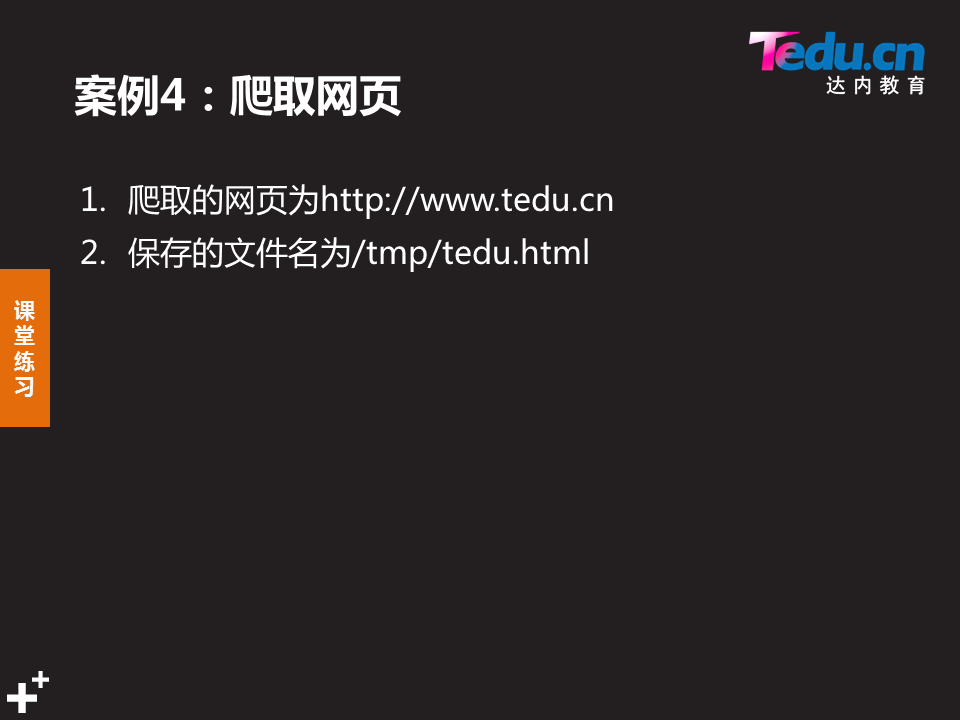 Tedu.cn
达内教育
案例4：爬取网页
1. 爬取的网页为http://www.tedu.cn
2. 保存的文件名为/tmp/tedu.html
课
堂
练
习